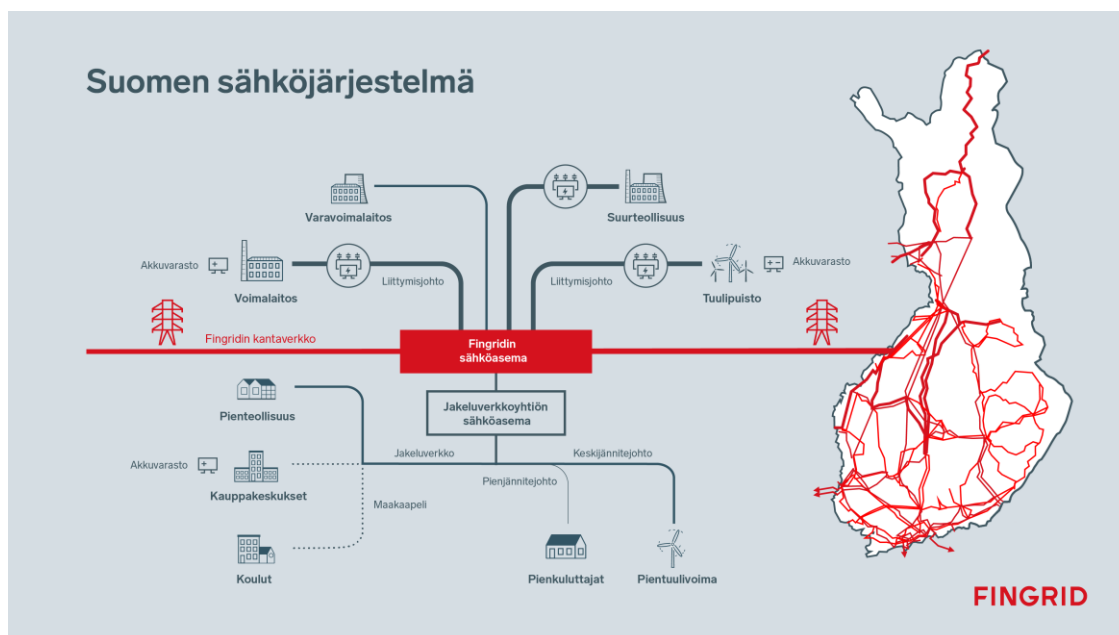 Suomen sähköjärjestelmä
Varavoimalaitos
Suurteollisuus
Akkuvarasto
Voimalaitos
Liittymisjohto
Liittymisjohto
Tuulipuisto
Akkuvarasto
Fingridin kantaverkko
Fingridin
sähköasema
Pienteollisuus
Jakeluverkkoyhtiön
sähköasema
Jakeluverkko
Keskijännitejohto
Akkuvarasto
Kauppakeskukset
Pienjännitejohto
Maakaapeli
Koulut
Pienkuluttajat
Pientuulivoima
FINGRID